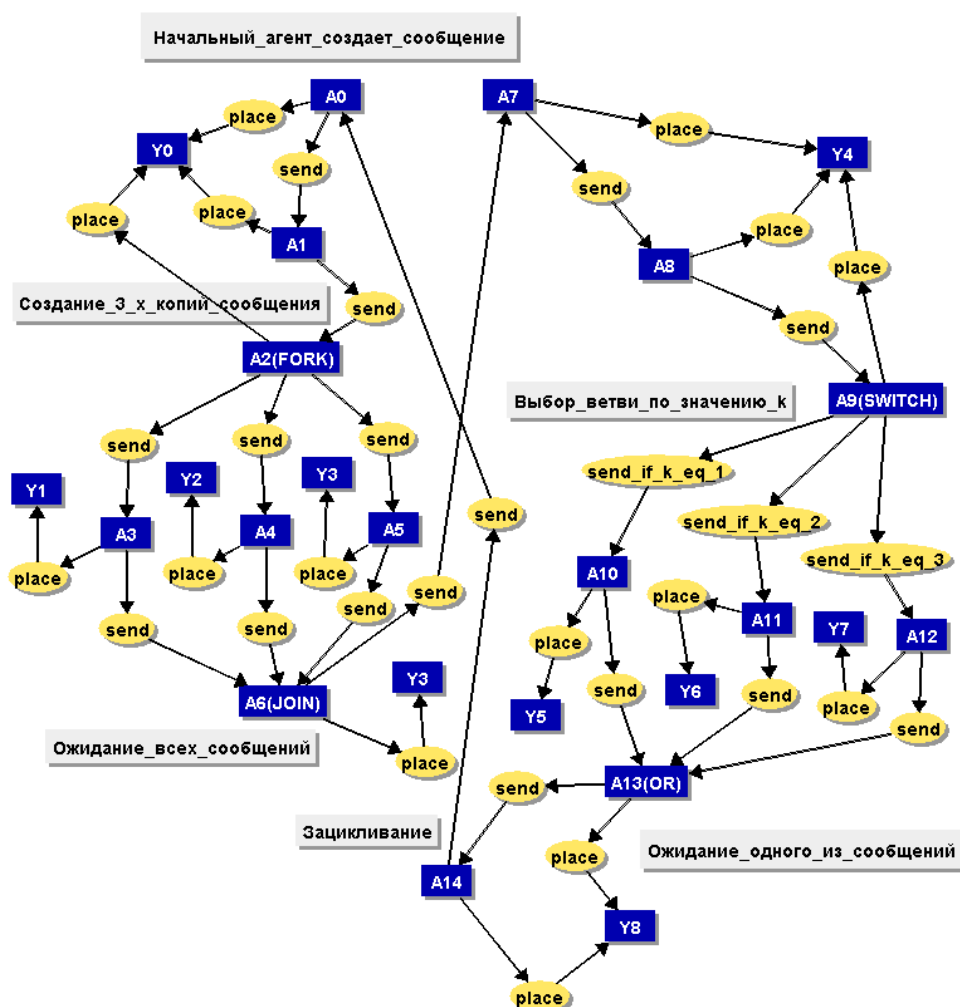 Начальный_агент_создает_сообщение
A0
A7
place
place
Y0
Y4
send
send
place
place
place
A1
A8
place
Создание_3_х_копий_сообщения
send
send
A2(FORK)
Выбор_ветви_по_значению_k
A9(SWITCH)
send
send
send
send_if_k_eq_1
Y1
Y2
Y3
send
send_if_k_eq_2
A3
A4
A5
send_if_k_eq_3
place
place
place
A10
send
place
send
send
send
A11
Y7
A12
place
A6(JOIN)
Y3
send
Y6
send
place
Y5
send
Ожидание_всех_сообщений
place
send
A13(OR)
Зацикливание
place
Ожидание_одного_из_сообщений
A14
Y8
place